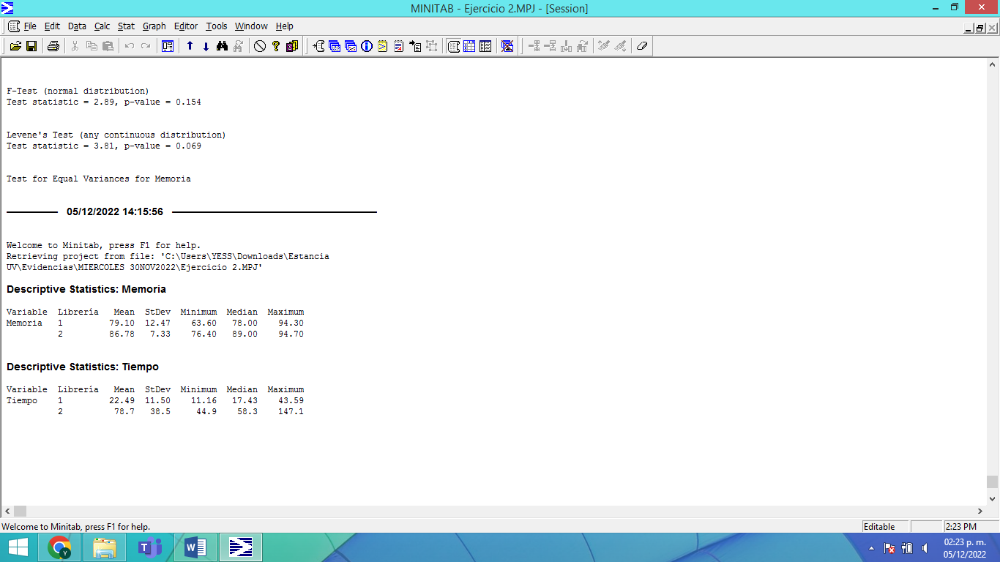 MINITAB - Ejercicio 2.MPJ - [Session]
File Edit Data Calc Stat Graph Editor Tools Window Help
F-Test (normal distribution)
Test statistic = 2.89, p-value = 0.154
Levene's Test (any continuous distribution)
Test statistic = 3.81, p-value = 0.069
Test for Equal Variances for Memoria
05/12/2022 14:15:56
Welcome to Minitab, press F1 for help.
Retrieving project from file: 'C:\Users\YESS\Downloads\Estancia
UV\Evidencias\MIERCOLES 30NOV2022\Ejercicio 2.MPJ'
Descriptive Statistics: Memoria
Variable Librería Mean StDev Minimum Median Maximum
Memoria 1 79.10 12.47 63.60 78.00 94.30
2 86.78 7.33 76.40 89.00 94.70
Descriptive Statistics: Tiempo
Variable Librería Mean StDev Minimum Median Maximum
Tiempo 1 22.49 11.50 11.16 17.43 43.59
2 78.7 38.5 44.9 58.3 147.1
Welcome to Minitab, press F1 for help.
Editable
2:23 PM
02:23 p. m.
05/12/2022